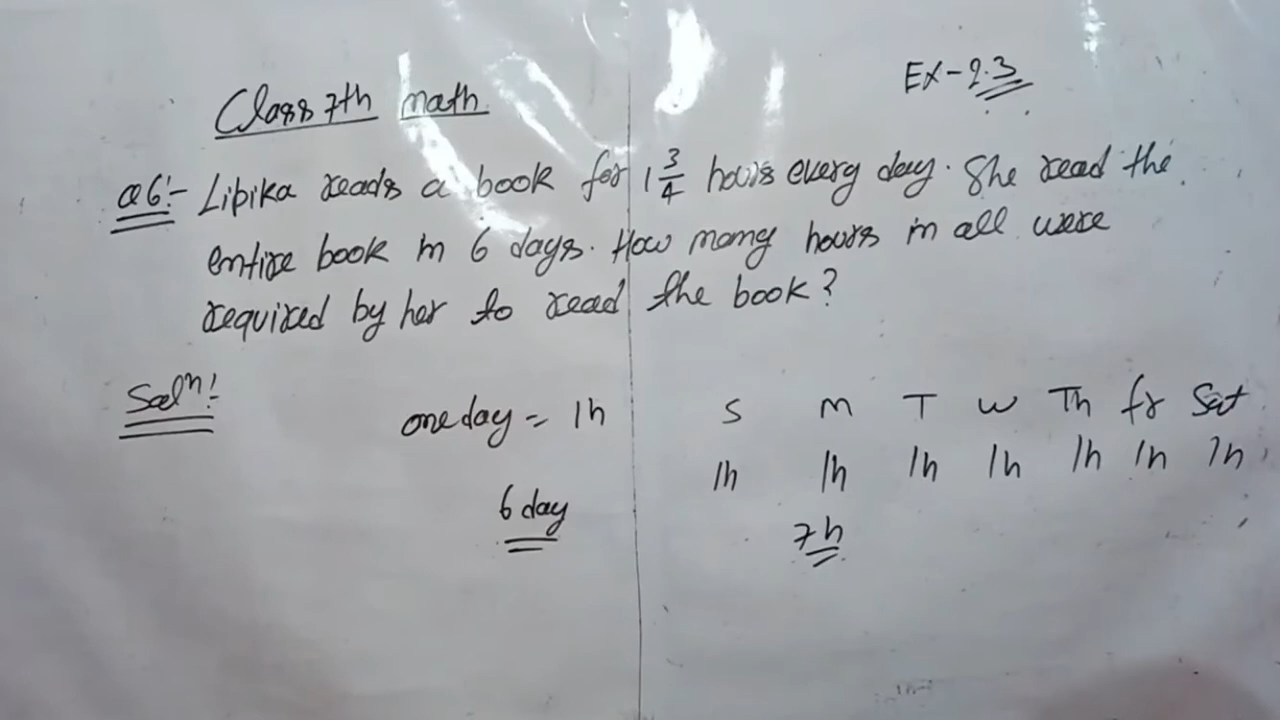 Class 7th math
Ex-2.3
Q6:- Lipika reads a book for 1 3/4 hours every day. She read the
entire book in 6 days. How many hours in all were
required by her to read the book?
Soln:-
one day = 1h
S M T W Th fr Sat
1h 1h 1h 1h 1h 1h 1h
6 day
7h